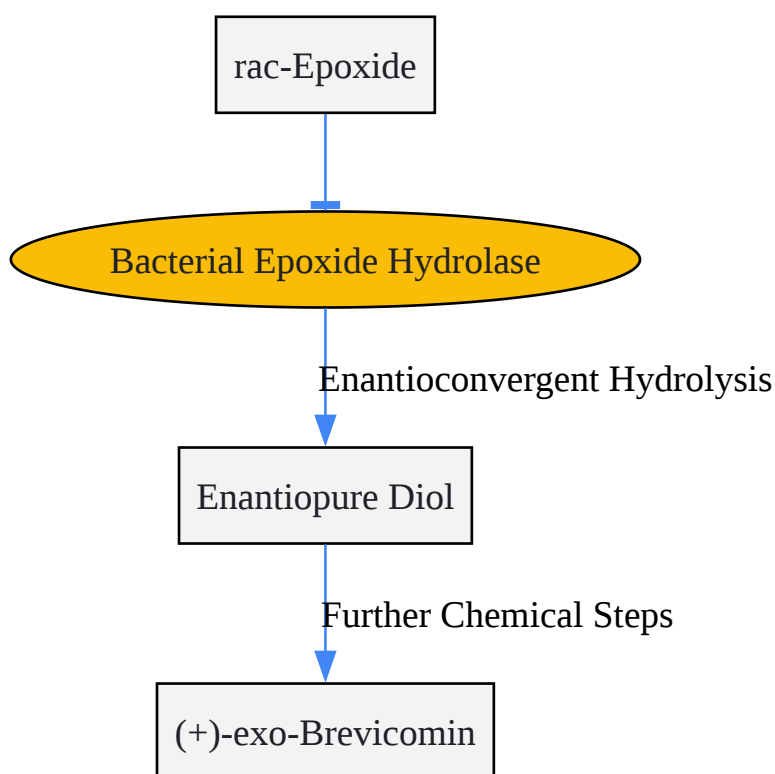 rac-Epoxide
Bacterial Epoxide Hydrolase
Enantioconvergent Hydrolysis
Enantiopure Diol
Further Chemical Steps
(+)-exo-Brevicomin